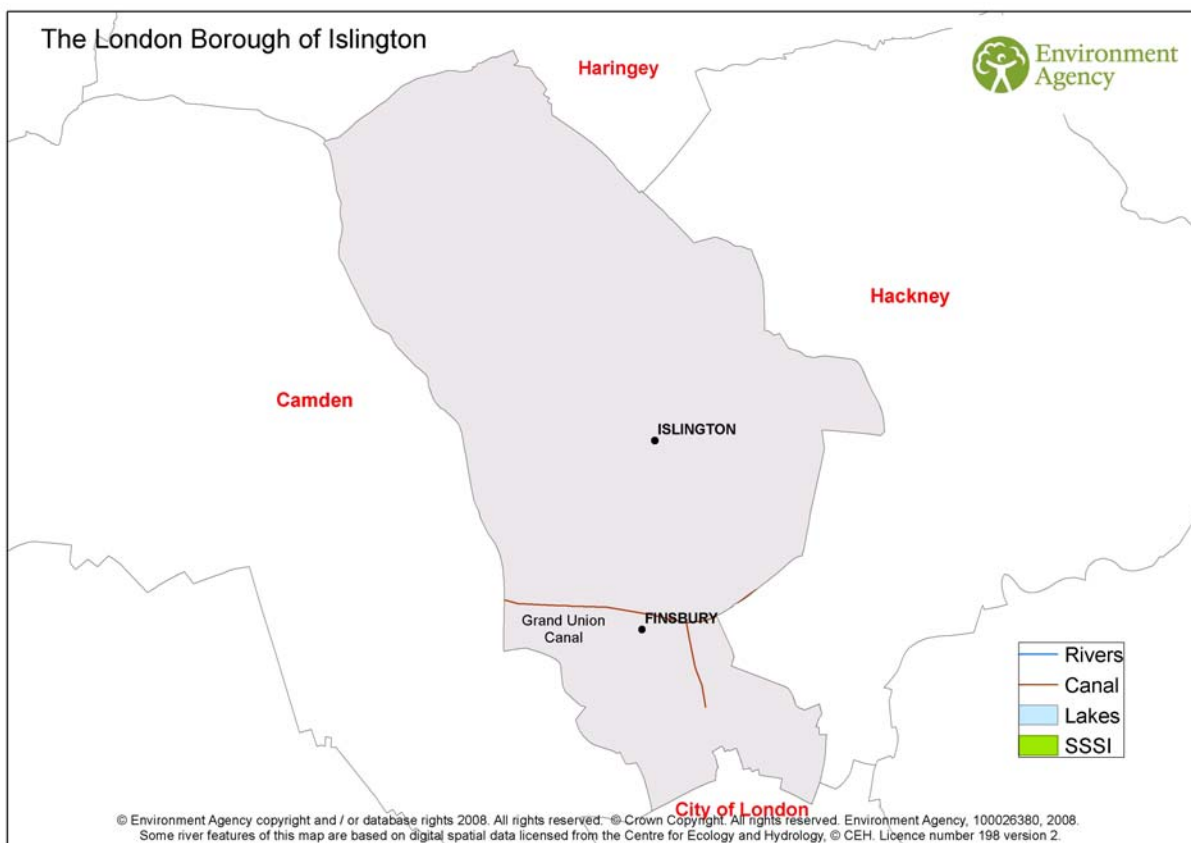 The London Borough of Islington
Haringey
Environment
Agency
Hackney
Camden
ISLINGTON
Grand Union
Canal
FINSBURY
Rivers
Canal
Lakes
SSSI
City of London
© Environment Agency copyright and / or database rights 2008. All rights reserved. © Crown Copyright. All rights reserved. Environment Agency, 100026380, 2008.
Some river features of this map are based on digital spatial data licensed from the Centre for Ecology and Hydrology, © CEH. Licence number 198 version 2.